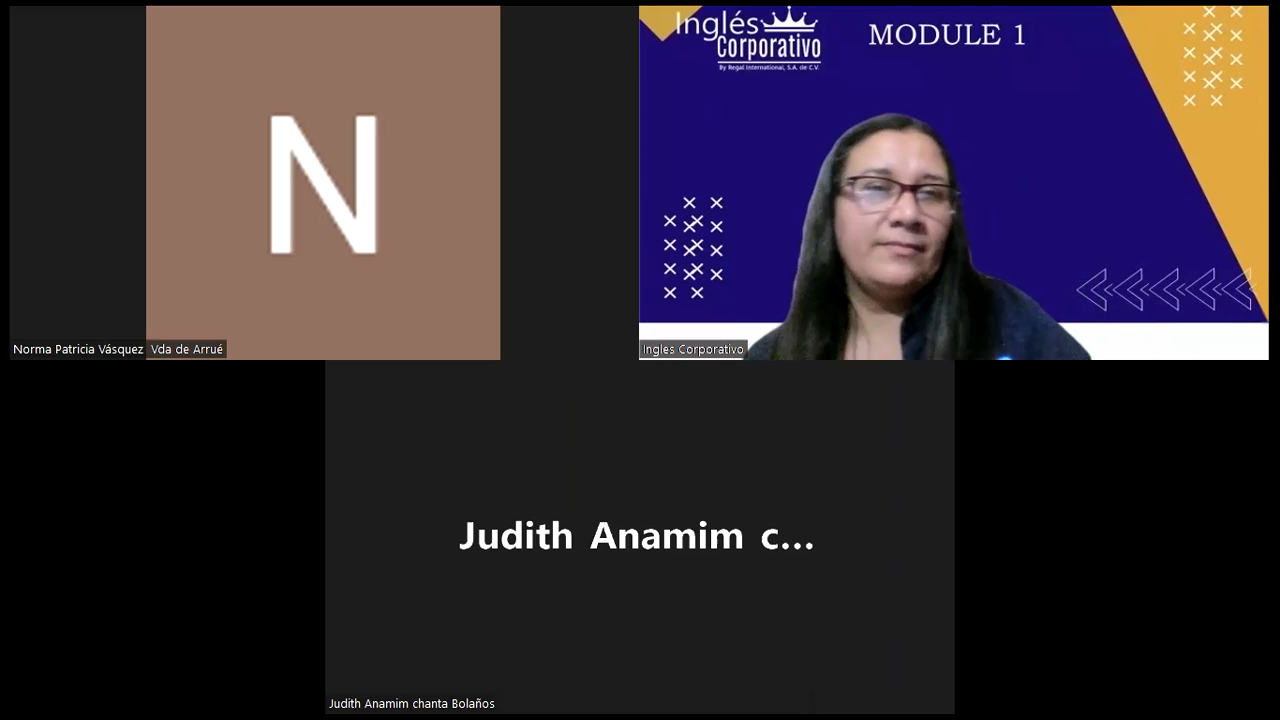 N
Norma Patricia Vásquez Vda de Arrué
Inglés
Corporativo
By Regal International, S.A. de C.V.
MODULE 1
Ingles Corporativo
Judith Anamim c...
Judith Anamim chanta Bolaños